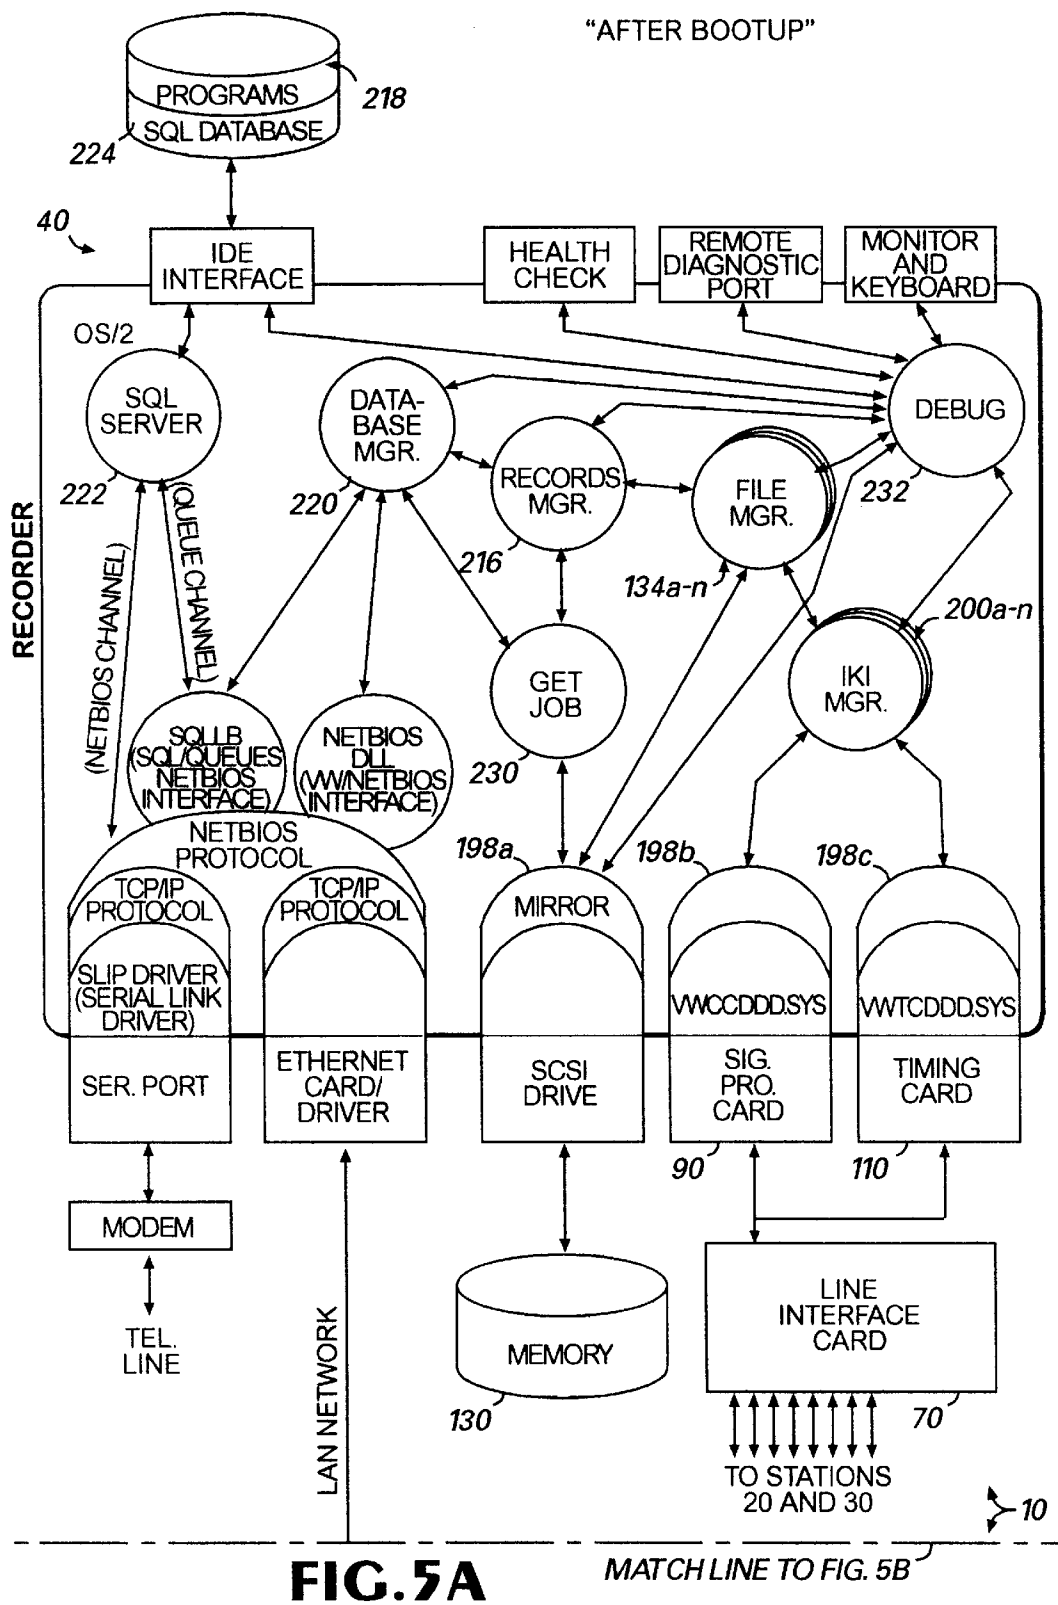 "AFTER BOOTUP"
PROGRAMS
218
SQL DATABASE
224
40
IDE
INTERFACE
HEALTH
CHECK
REMOTE
DIAGNOSTIC
PORT
MONITOR
AND
KEYBOARD
OS/2
SQL
SERVER
222
DATA-
BASE
MGR.
220
RECORDS
MGR.
216
FILE
MGR.
134a-n
DEBUG
232
RECORDER
(NETBIOS CHANNEL)
(QUEUE CHANNEL)
200a-n
GET
JOB
230
IKI
MGR.
SQLLB
(SQL/QUEUES
NETBIOS
INTERFACE)
NETBIOS
DLL
(VW/NETBIOS
INTERFACE)
NETBIOS
PROTOCOL
198a
198b
198c
TCP/IP
PROTOCOL
TCP/IP
PROTOCOL
MIRROR
SLIP DRIVER
(SERIAL LINK
DRIVER)
VWCCDDD.SYS
VWTCDDD.SYS
SER. PORT
ETHERNET
CARD/
DRIVER
SCSI
DRIVE
SIG.
PRO.
CARD
TIMING
CARD
90
110
MODEM
TEL.
LINE
LAN NETWORK
MEMORY
130
LINE
INTERFACE
CARD
70
TO STATIONS
20 AND 30
10
FIG.5A
MATCH LINE TO FIG. 5B